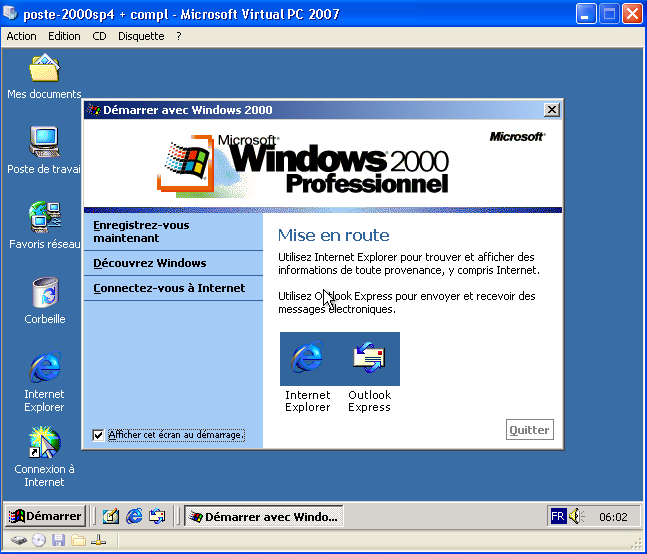 poste-2000sp4 + compl - Microsoft Virtual PC 2007
Action Edition CD Disquette ?
Mes documents
Poste de travai
Favoris réseau
Corbeille
Internet
Explorer
Connexion à
Internet
Démarrer avec Windows 2000
Microsoft
Microsoft
Windows 2000
Professionnel
Enregistrez-vous
maintenant
Découvrez Windows
Connectez-vous à Internet
Afficher cet écran au démarrage.
Mise en route
Utilisez Internet Explorer pour trouver et afficher des
informations de toute provenance, y compris Internet.
Utilisez Outlook Express pour envoyer et recevoir des
messages électroniques.
Internet
Explorer
Outlook
Express
Quitter
Démarrer
Démarrer avec Windo...
FR
06:02